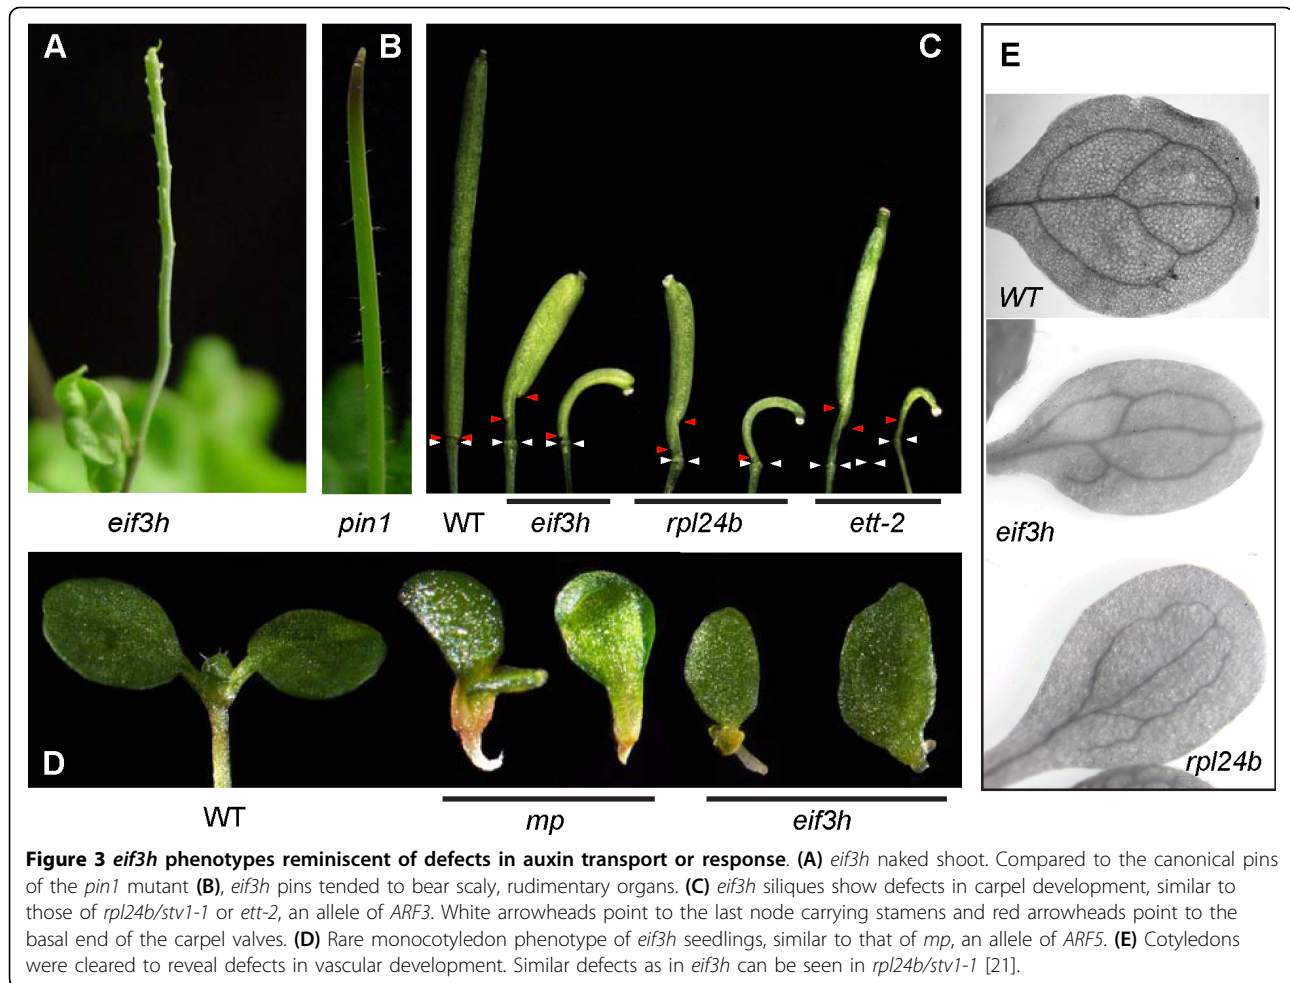 A
B
C
E
WT
eif3h
rpl24b
eif3h
pin1
WT
eif3h
rpl24b
ett-2
D
WT
mp
eif3h
Figure 3 eif3h phenotypes reminiscent of defects in auxin transport or response. (A) eif3h naked shoot. Compared to the canonical pins
of the pin1 mutant (B), eif3h pins tended to bear scaly, rudimentary organs. (C) eif3h siliques show defects in carpel development, similar to
those of rpl24b/stv1-1 or ett-2, an allele of ARF3. White arrowheads point to the last node carrying stamens and red arrowheads point to the
basal end of the carpel valves. (D) Rare monocotyledon phenotype of eif3h seedlings, similar to that of mp, an allele of ARF5. (E) Cotyledons
were cleared to reveal defects in vascular development. Similar defects as in eif3h can be seen in rpl24b/stv1-1 [21].